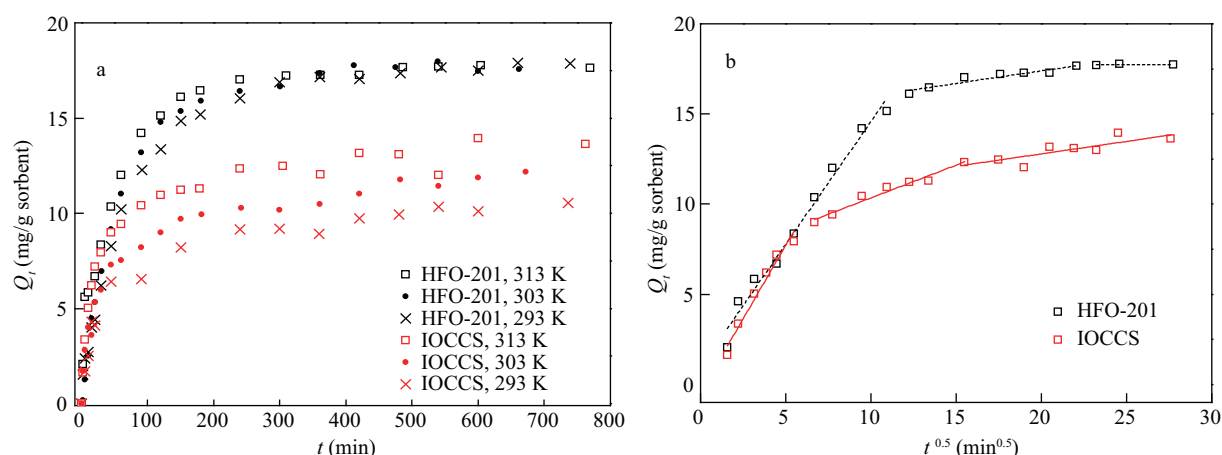 a
Q_t (mg/g sorbent)
20
15
10
5
0
0 100 200 300 400 500 600 700 800
t (min)
HFO-201, 313 K
HFO-201, 303 K
HFO-201, 293 K
IOCCS, 313 K
IOCCS, 303 K
IOCCS, 293 K
b
Q_t (mg/g sorbent)
20
15
10
5
0
0 5 10 15 20 25 30
t^0.5 (min^0.5)
HFO-201
IOCCS